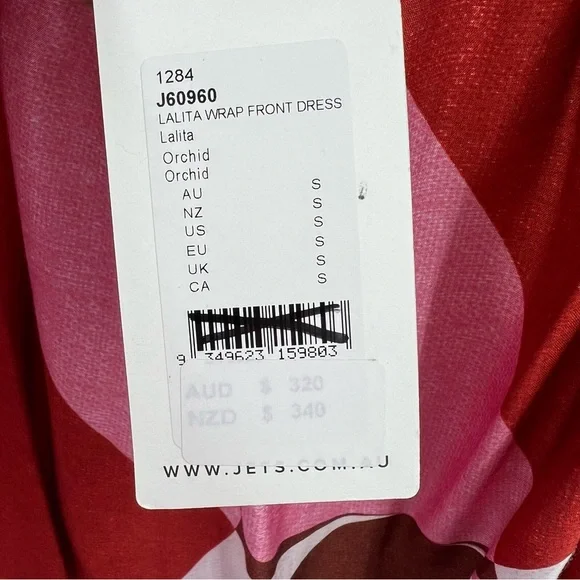 1284
J60960
LALITA WRAP FRONT DRESS
Lalita
Orchid
Orchid
AU S
NZ S
US S
EU S
UK S
CA S
9 349623 159803
AUD $ 320
NZD $ 340
WWW.JETS.COM.AU